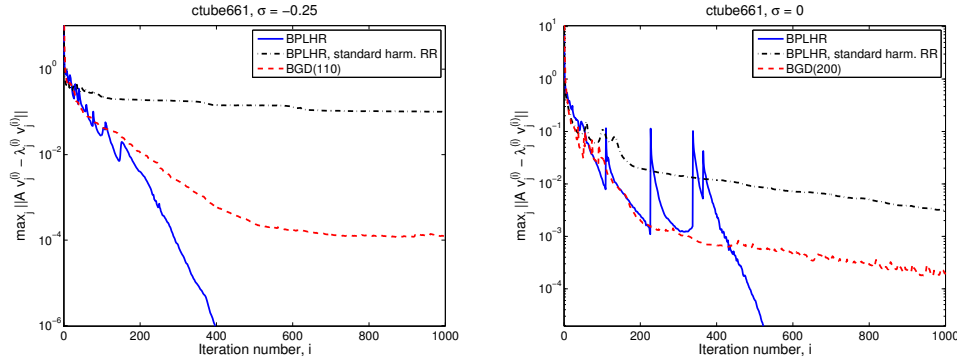 ctube661, σ = −0.25
BPLHR
BPLHR, standard harm. RR
BGD(110)
max_j ||A v_j^(i) − λ_j^(i) v_j^(i)||
10^0
10^−2
10^−4
10^−6
0 200 400 600 800 1000
Iteration number, i
ctube661, σ = 0
BPLHR
BPLHR, standard harm. RR
BGD(200)
max_j ||A v_j^(i) − λ_j^(i) v_j^(i)||
10^1
10^0
10^−1
10^−2
10^−3
10^−4
10^−5
0 200 400 600 800 1000
Iteration number, i